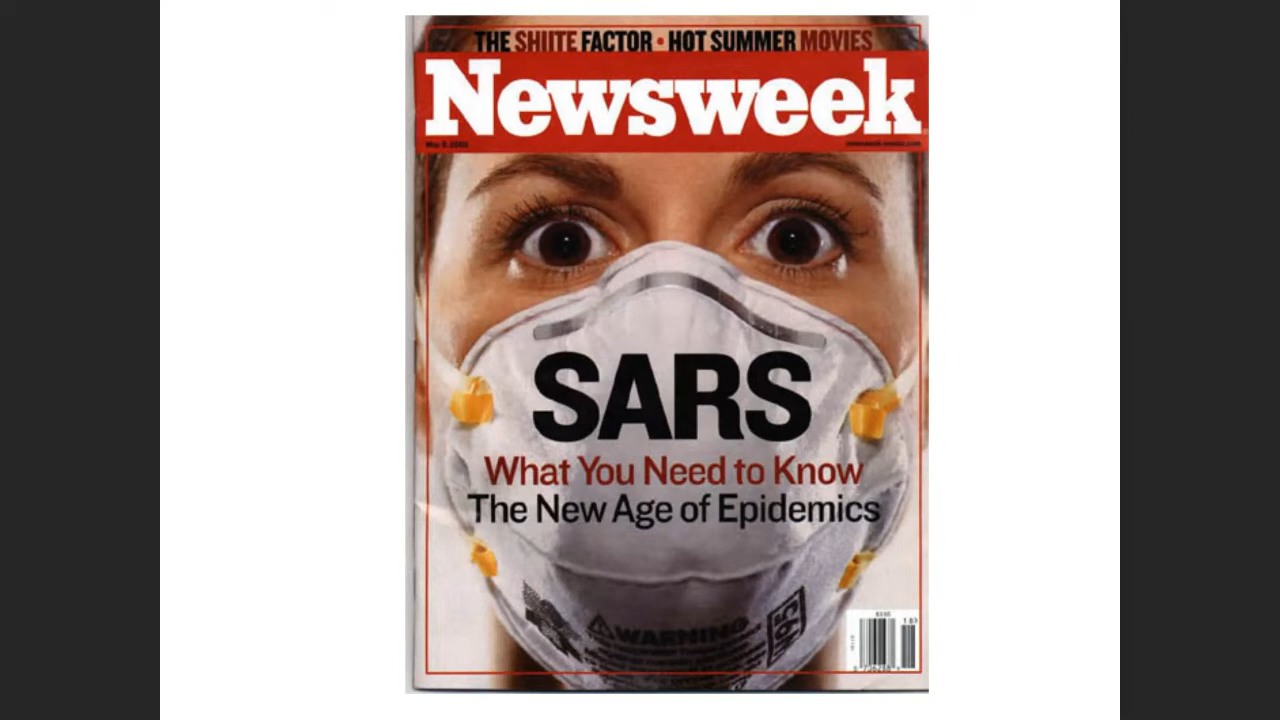 THE SHIITE FACTOR • HOT SUMMER MOVIES
Newsweek
SARS
What You Need to Know
The New Age of Epidemics
WARNING